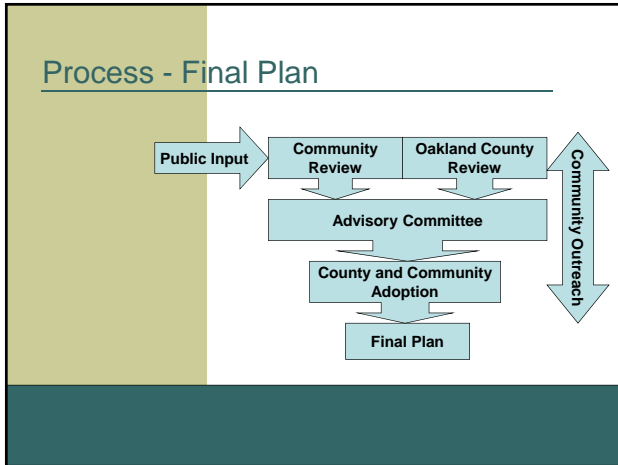 Process - Final Plan
Public Input
Community
Review
Oakland County
Review
Community Outreach
Advisory Committee
County and Community
Adoption
Final Plan